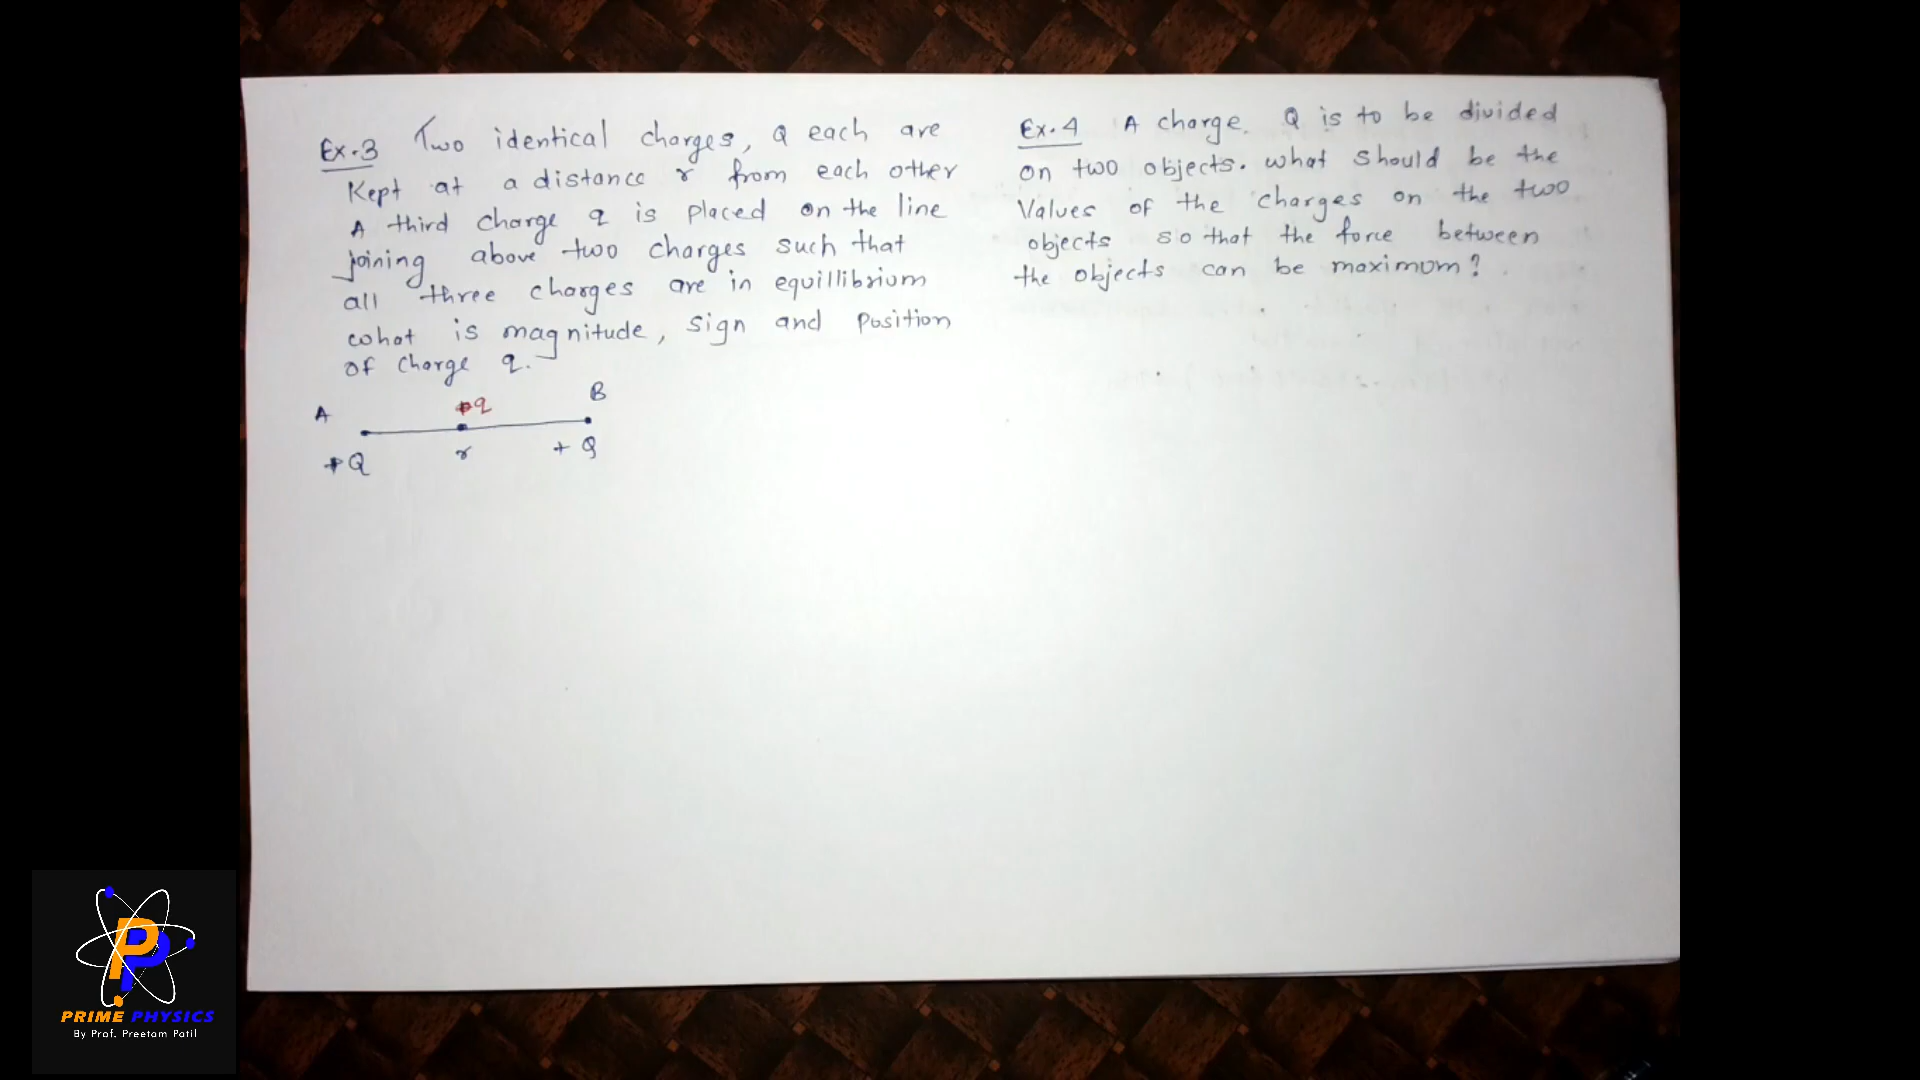 Ex.3 Two identical charges, Q each are
Kept at a distance r from each other
A third charge q is placed on the line
joining above two charges such that
all three charges are in equillibrium
what is magnitude, sign and position
of charge q.
A
B
+q
+Q
r
+ Q
Ex.4 A charge. Q is to be divided
on two objects. what should be the
Values of the charges on the two
objects so that the force between
the objects can be maximum?
PRIME PHYSICS
By Prof. Preetam Patil